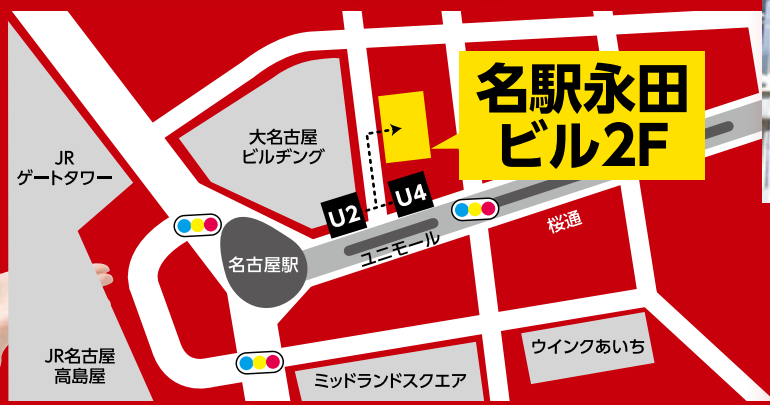 名駅永田
ビル2F
JR
ゲートタワー
大名古屋
ビルヂング
U2
U4
桜通
ユニモール
名古屋駅
JR名古屋
高島屋
ミッドランドスクエア
ウインクあいち